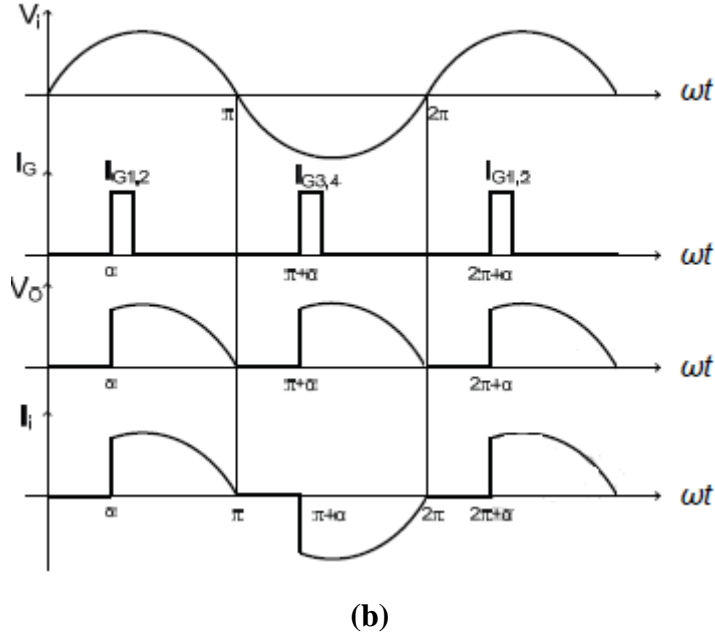 Vi
ωt
π
2π
IG
IG1,2
IG3,4
IG1,2
ωt
α
π+α
2π+α
VO
ωt
α
π+α
2π+α
Ii
ωt
α
π
π+α
2π
2π+α
(b)